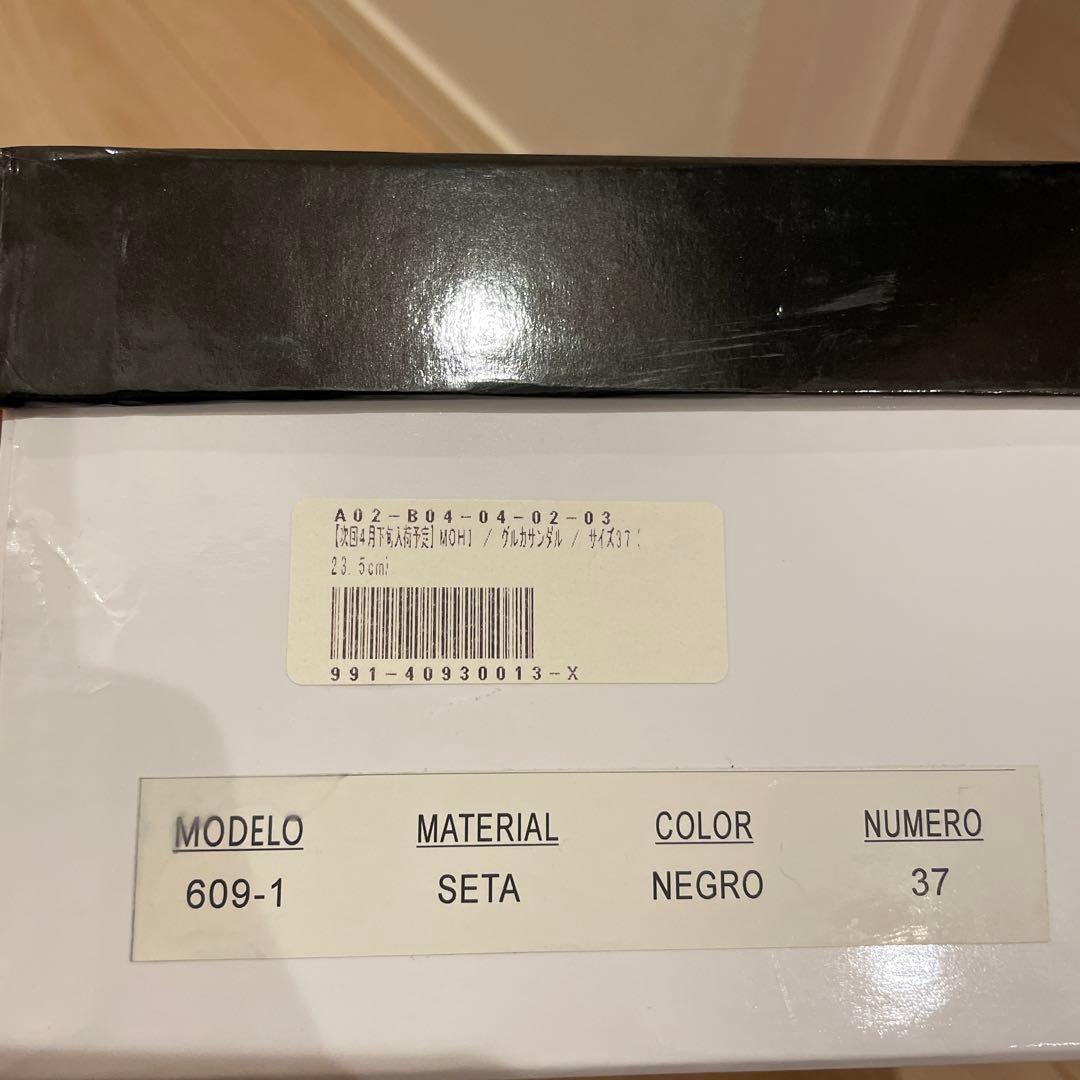 A02-B04-04-02-03
【次回4月下旬入荷予定】MOHI / グルカサンダル / サイズ37
23.5cm
991-40930013-X
MODELO MATERIAL COLOR NUMERO
609-1 SETA NEGRO 37